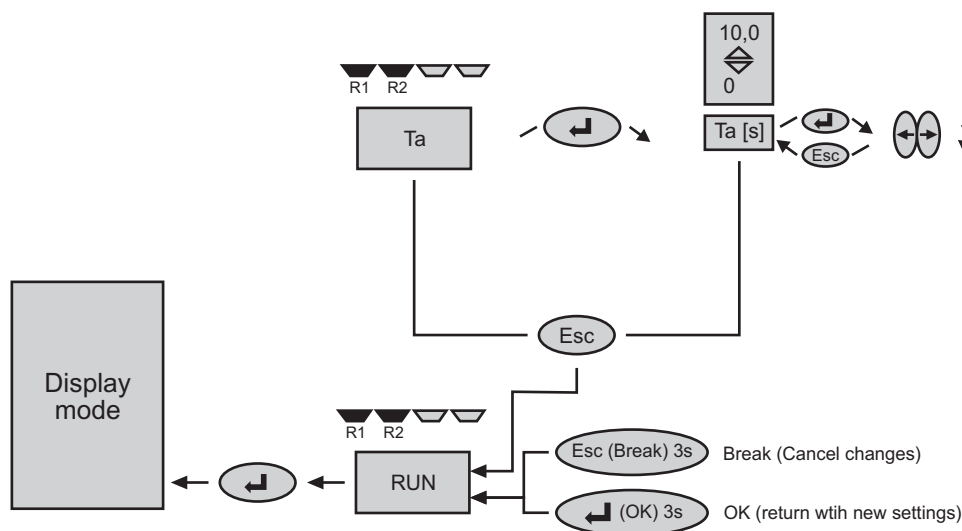 10,0
0
R1 R2
Ta
Ta [s]
Esc
Esc
Display
mode
R1 R2
RUN
Esc (Break) 3s
Break (Cancel changes)
(OK) 3s
OK (return wtih new settings)